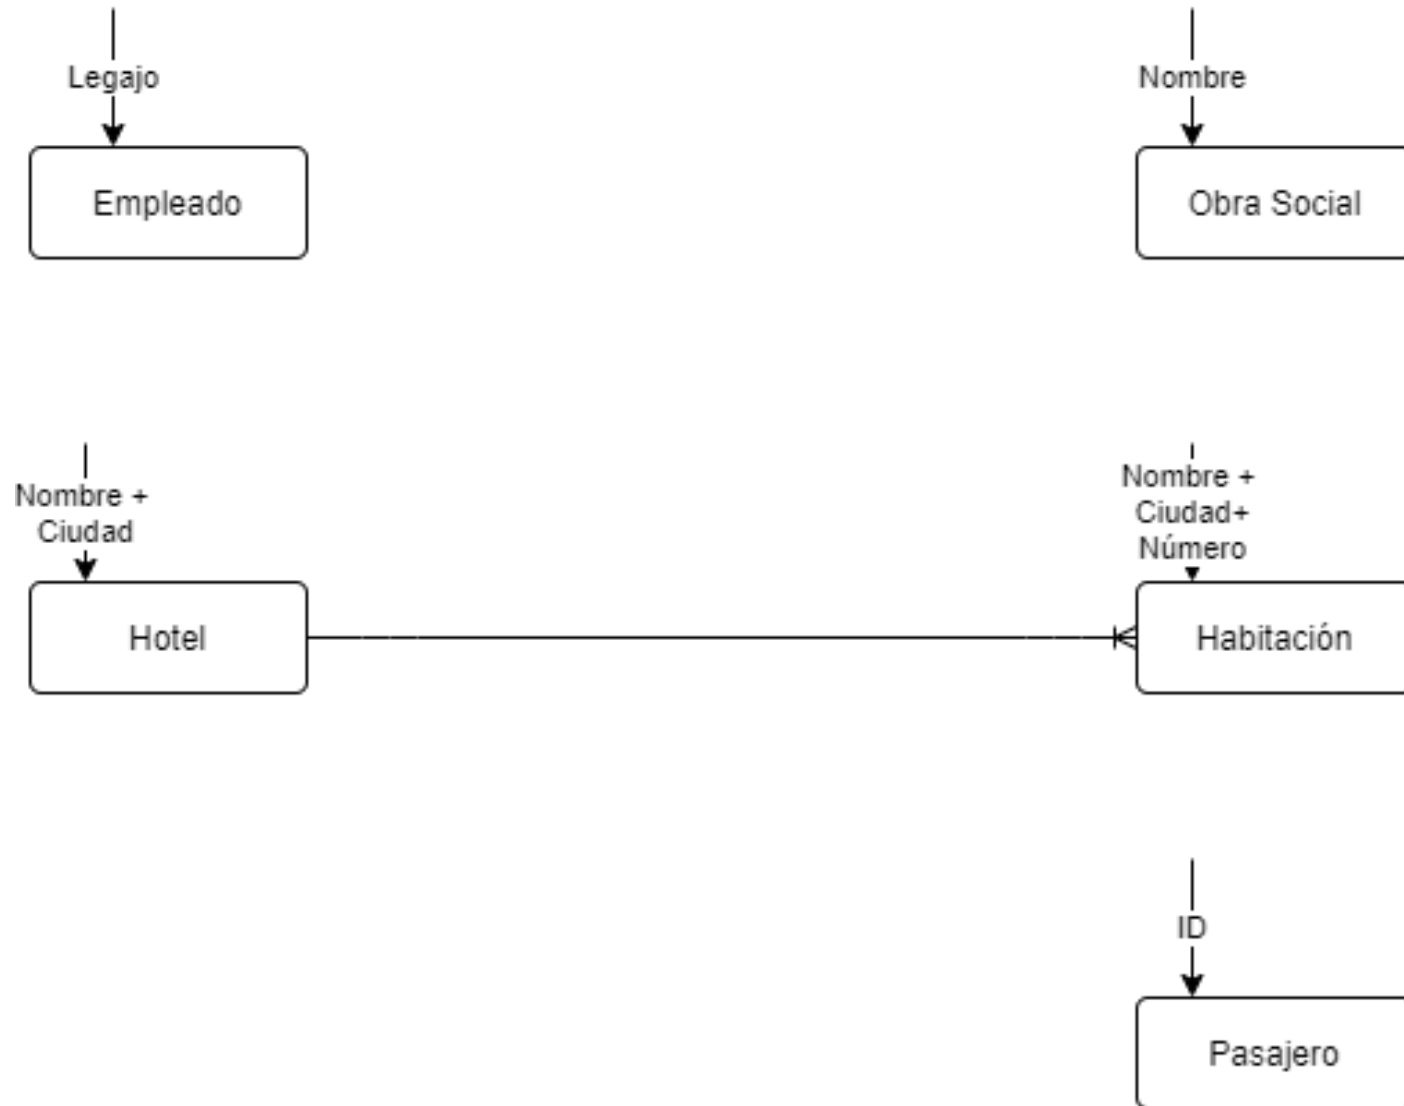 Legajo
Nombre
Empleado
Obra Social
Nombre +
Ciudad
Nombre +
Ciudad+
Número
Hotel
Habitación
ID
Pasajero